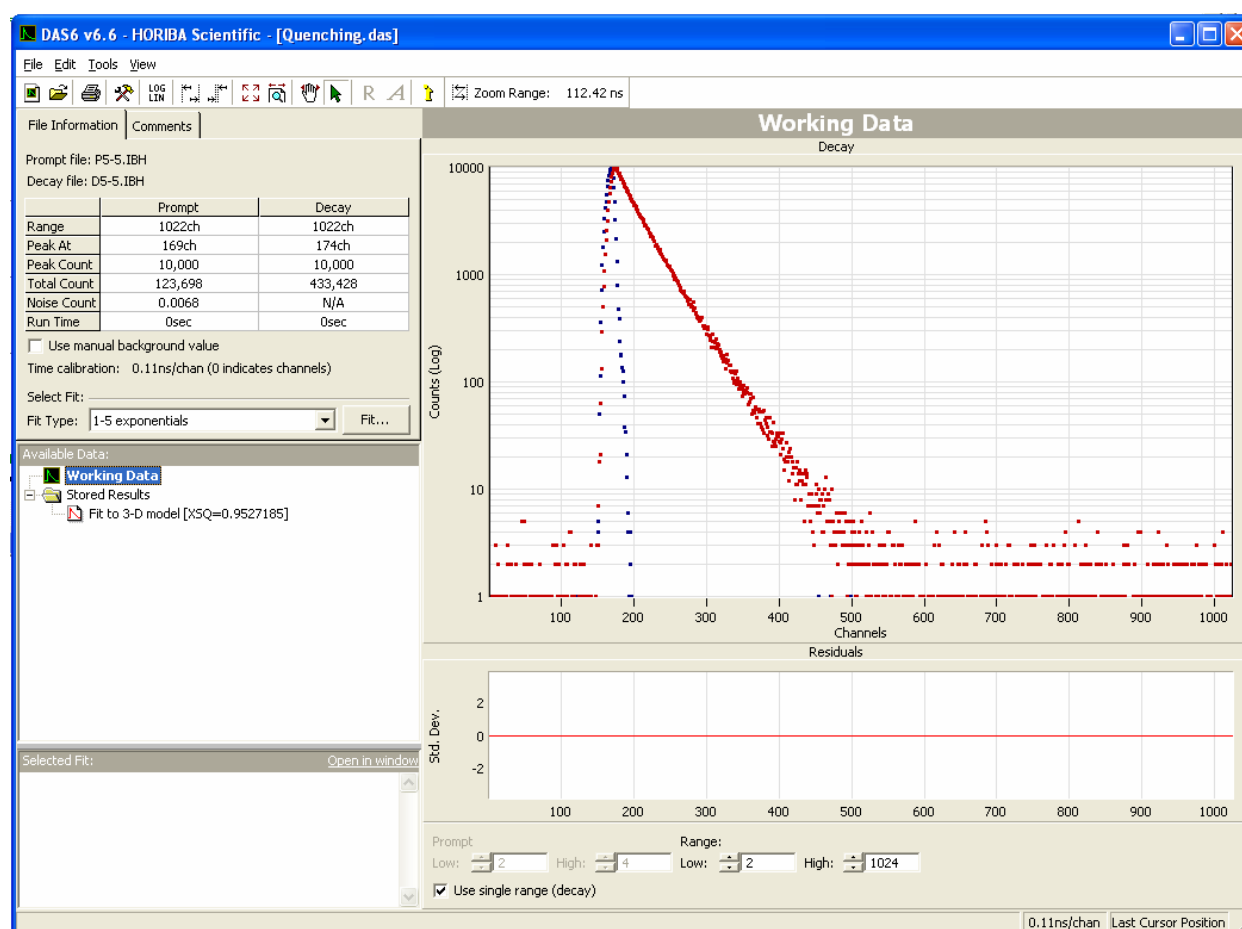 DAS6 v6.6 - HORIBA Scientific - [Quenching.das]
File Edit Tools View
LOG LIN R A Zoom Range: 112.42 ns
File Information Comments
Prompt file: P5-5.IBH
Decay file: D5-5.IBH
Prompt Decay
Range 1022ch 1022ch
Peak At 169ch 174ch
Peak Count 10,000 10,000
Total Count 123,698 433,428
Noise Count 0.0068 N/A
Run Time 0sec 0sec
Use manual background value
Time calibration: 0.11ns/chan (0 indicates channels)
Select Fit:
Fit Type: 1-5 exponentials Fit...
Available Data:
Working Data
Stored Results
Fit to 3-D model [XSQ=0.9527185]
Selected Fit: Open in window
Working Data
Decay
10000
1000
100
10
1
Counts (Log)
100 200 300 400 500 600 700 800 900 1000
Channels
Residuals
2
0
-2
Std. Dev.
100 200 300 400 500 600 700 800 900 1000
Prompt Range:
Low: 2 High: 4 Low: 2 High: 1024
Use single range (decay)
0.11ns/chan Last Cursor Position